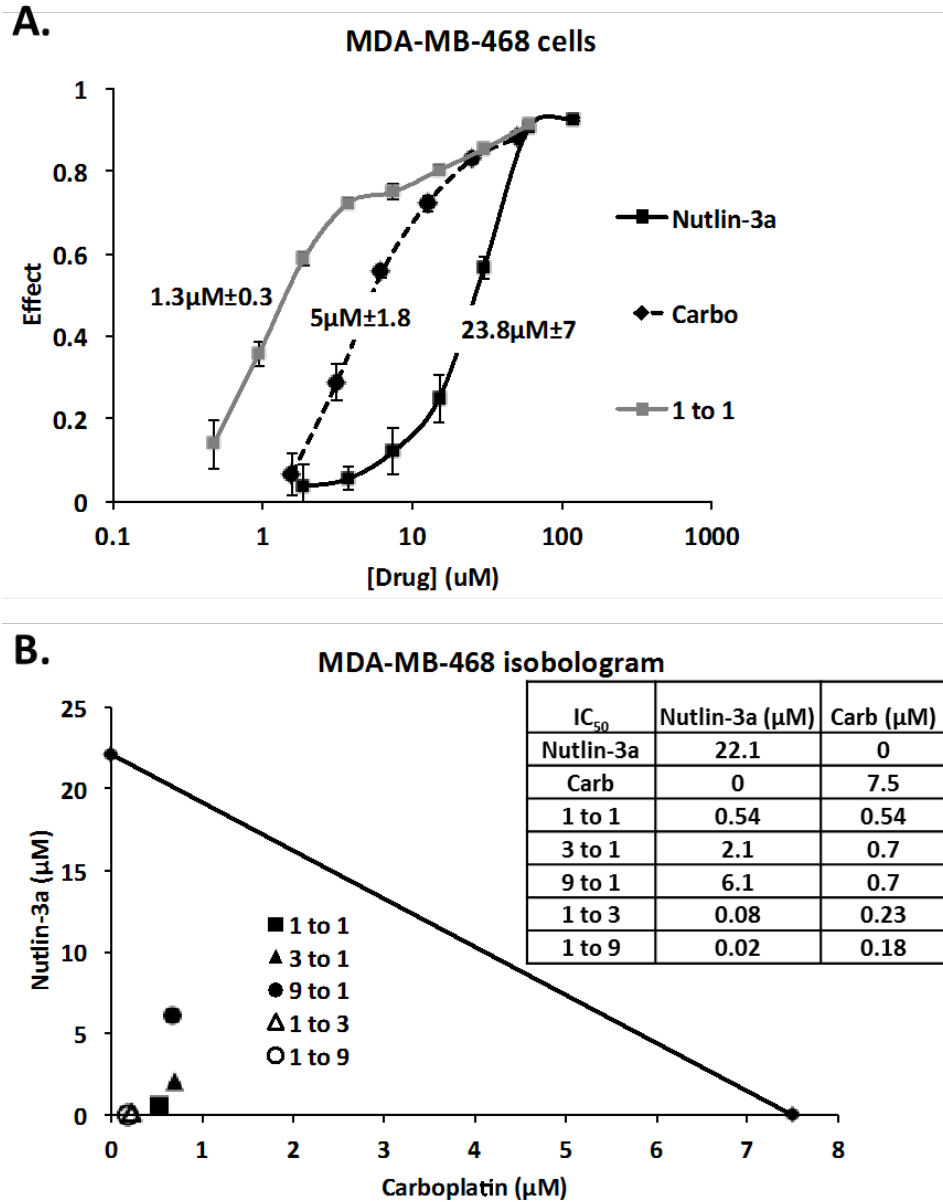 A.
MDA-MB-468 cells
1
0.8
0.6
0.4
0.2
0
Effect
1.3µM±0.3
5µM±1.8
23.8µM±7
Nutlin-3a
Carbo
1 to 1
0.1 1 10 100 1000
[Drug] (uM)
B.
MDA-MB-468 isobologram
25
20
15
10
5
0
Nutlin-3a (µM)
IC50 Nutlin-3a (µM) Carb (µM)
Nutlin-3a 22.1 0
Carb 0 7.5
1 to 1 0.54 0.54
3 to 1 2.1 0.7
9 to 1 6.1 0.7
1 to 3 0.08 0.23
1 to 9 0.02 0.18
1 to 1
3 to 1
9 to 1
1 to 3
1 to 9
0 1 2 3 4 5 6 7 8
Carboplatin (µM)